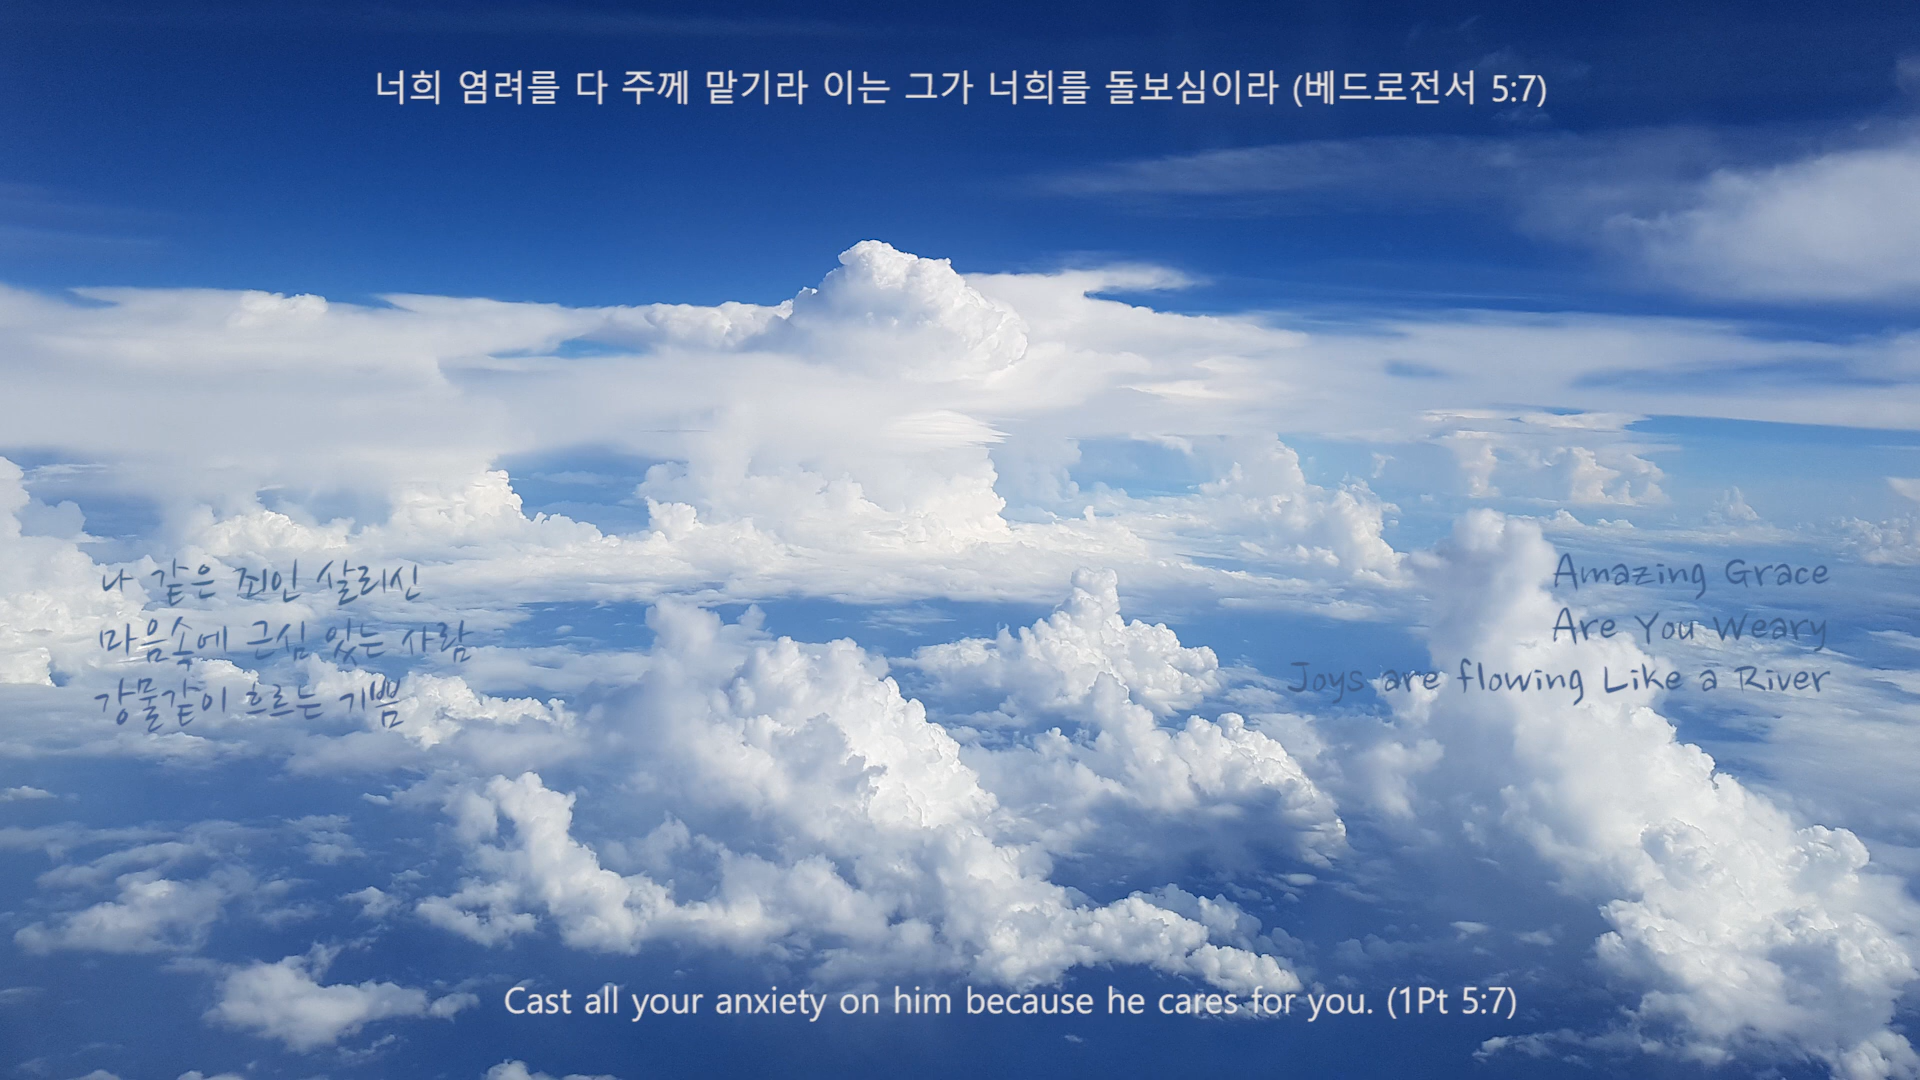 너희 염려를 다 주께 맡기라 이는 그가 너희를 돌보심이라 (베드로전서 5:7)
나 같은 죄인 살리신
마음속에 근심 있는 사람
강물같이 흐르는 기쁨
Amazing Grace
Are You Weary
Joys are flowing Like a River
Cast all your anxiety on him because he cares for you. (1Pt 5:7)